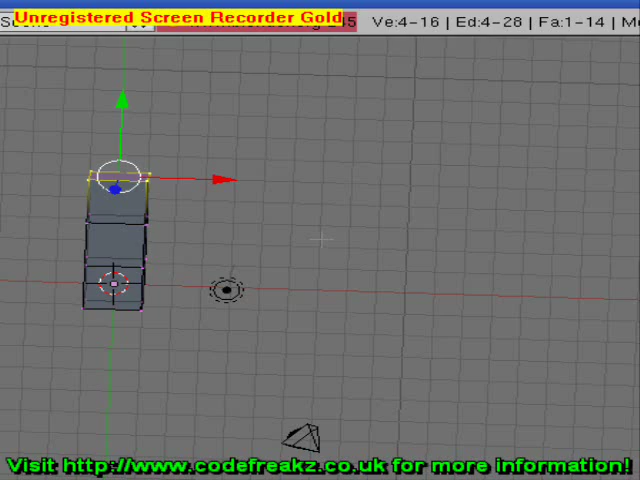 Unregistered Screen Recorder Gold
Ve:4-16 | Ed:4-28 | Fa:1-14 |
Visit http://www.codefreakz.co.uk for more information!